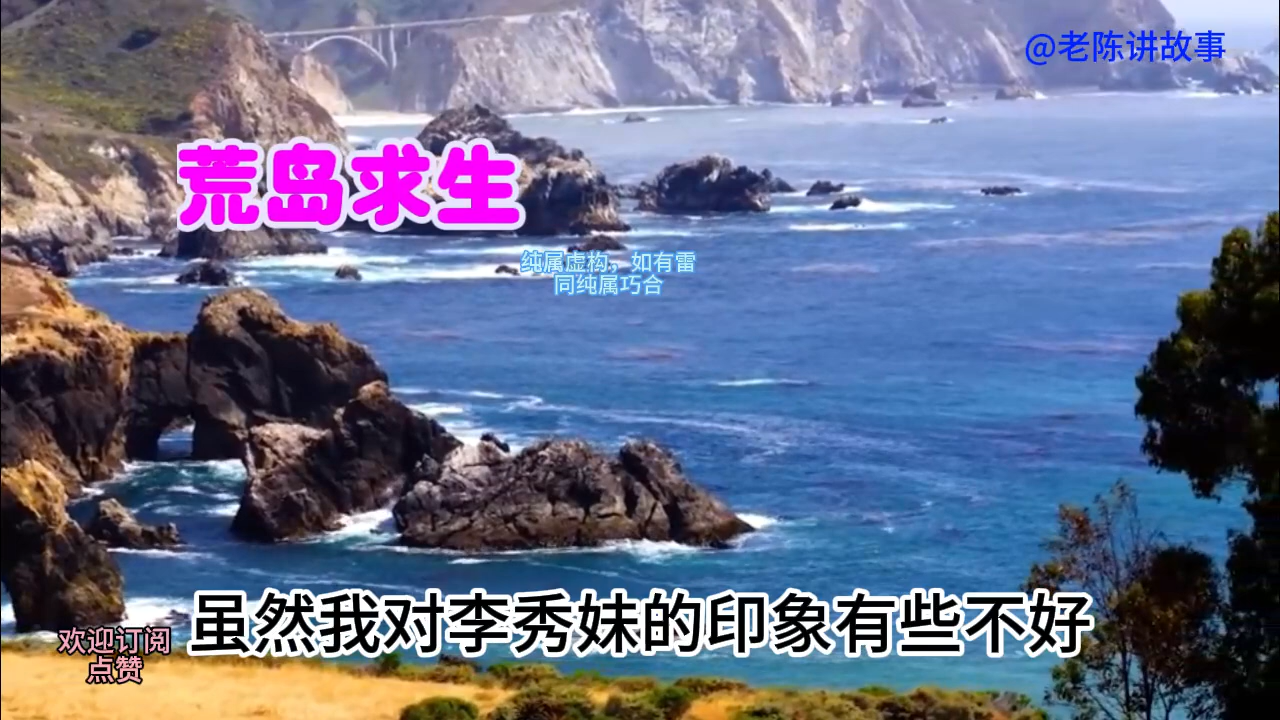 @老陈讲故事
荒岛求生
纯属虚构，如有雷
同纯属巧合
虽然我对李秀妹的印象有些不好
欢迎订阅
点赞